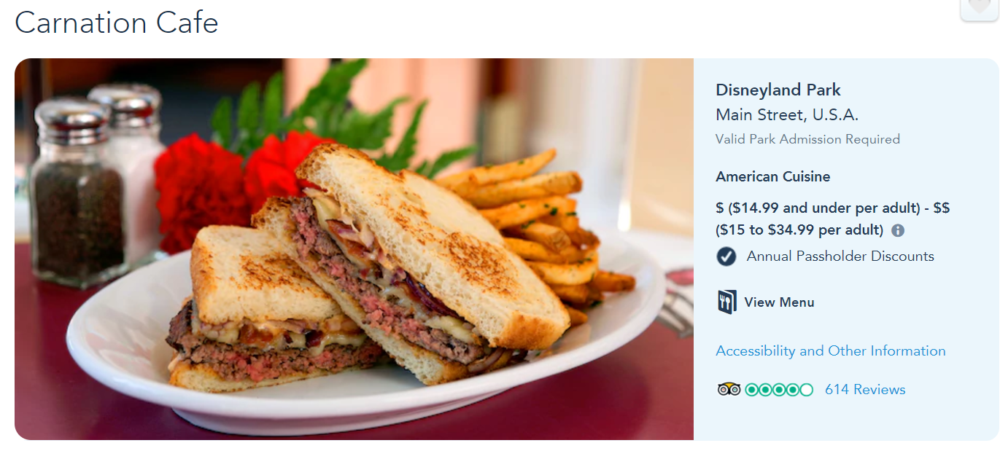 Carnation Cafe
Disneyland Park
Main Street, U.S.A.
Valid Park Admission Required
American Cuisine
$ ($14.99 and under per adult) - $$
($15 to $34.99 per adult)
Annual Passholder Discounts
View Menu
Accessibility and Other Information
614 Reviews